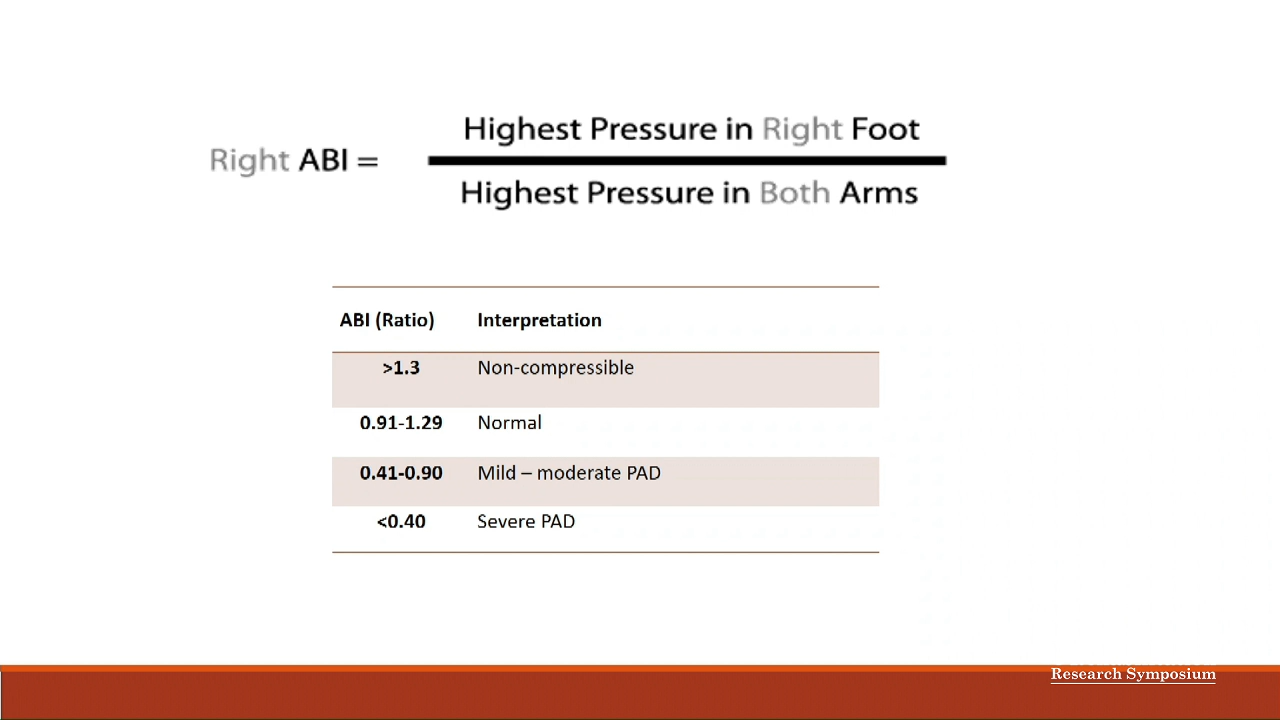 Highest Pressure in Right Foot
Right ABI =
Highest Pressure in Both Arms
ABI (Ratio) Interpretation
>1.3 Non-compressible
0.91-1.29 Normal
0.41-0.90 Mild – moderate PAD
<0.40 Severe PAD
Research Symposium